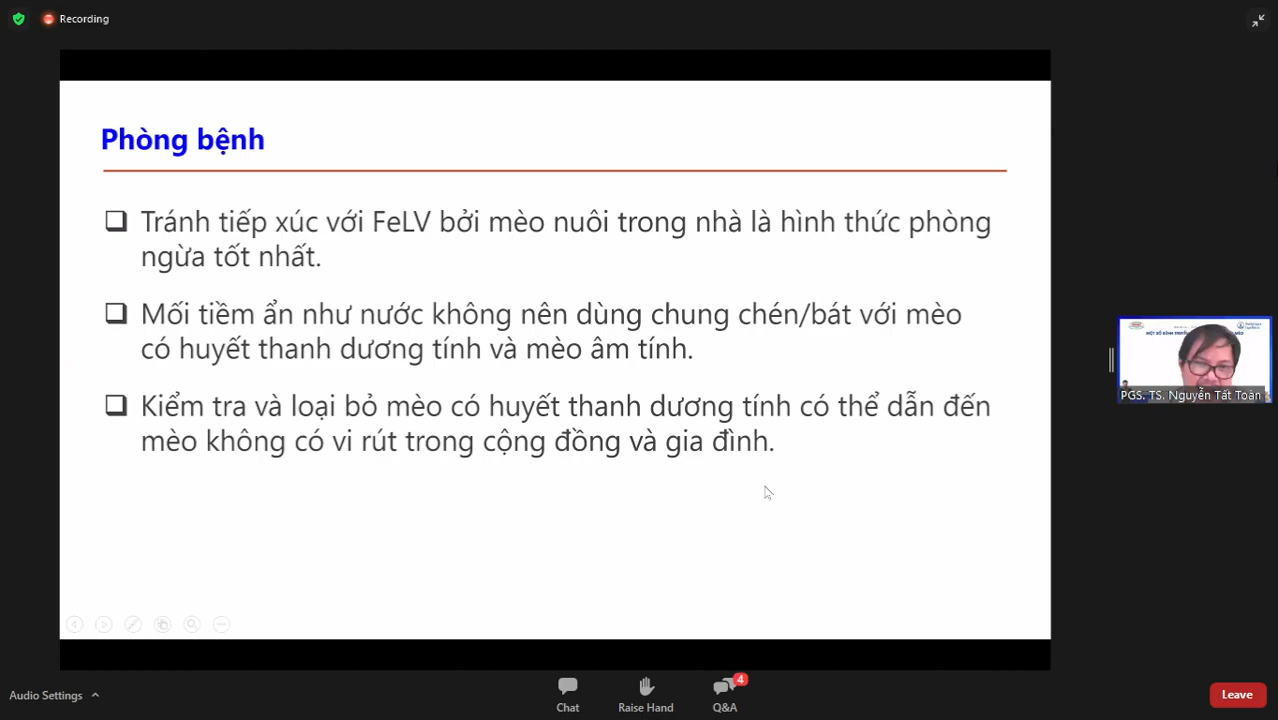 Recording
Phòng bệnh
❑ Tránh tiếp xúc với FeLV bởi mèo nuôi trong nhà là hình thức phòng
ngừa tốt nhất.
❑ Mối tiềm ẩn như nước không nên dùng chung chén/bát với mèo
có huyết thanh dương tính và mèo âm tính.
❑ Kiểm tra và loại bỏ mèo có huyết thanh dương tính có thể dẫn đến
mèo không có vi rút trong cộng đồng và gia đình.
PGS. TS. Nguyễn Tất Toàn
Audio Settings
Chat
Raise Hand
4
Q&A
Leave